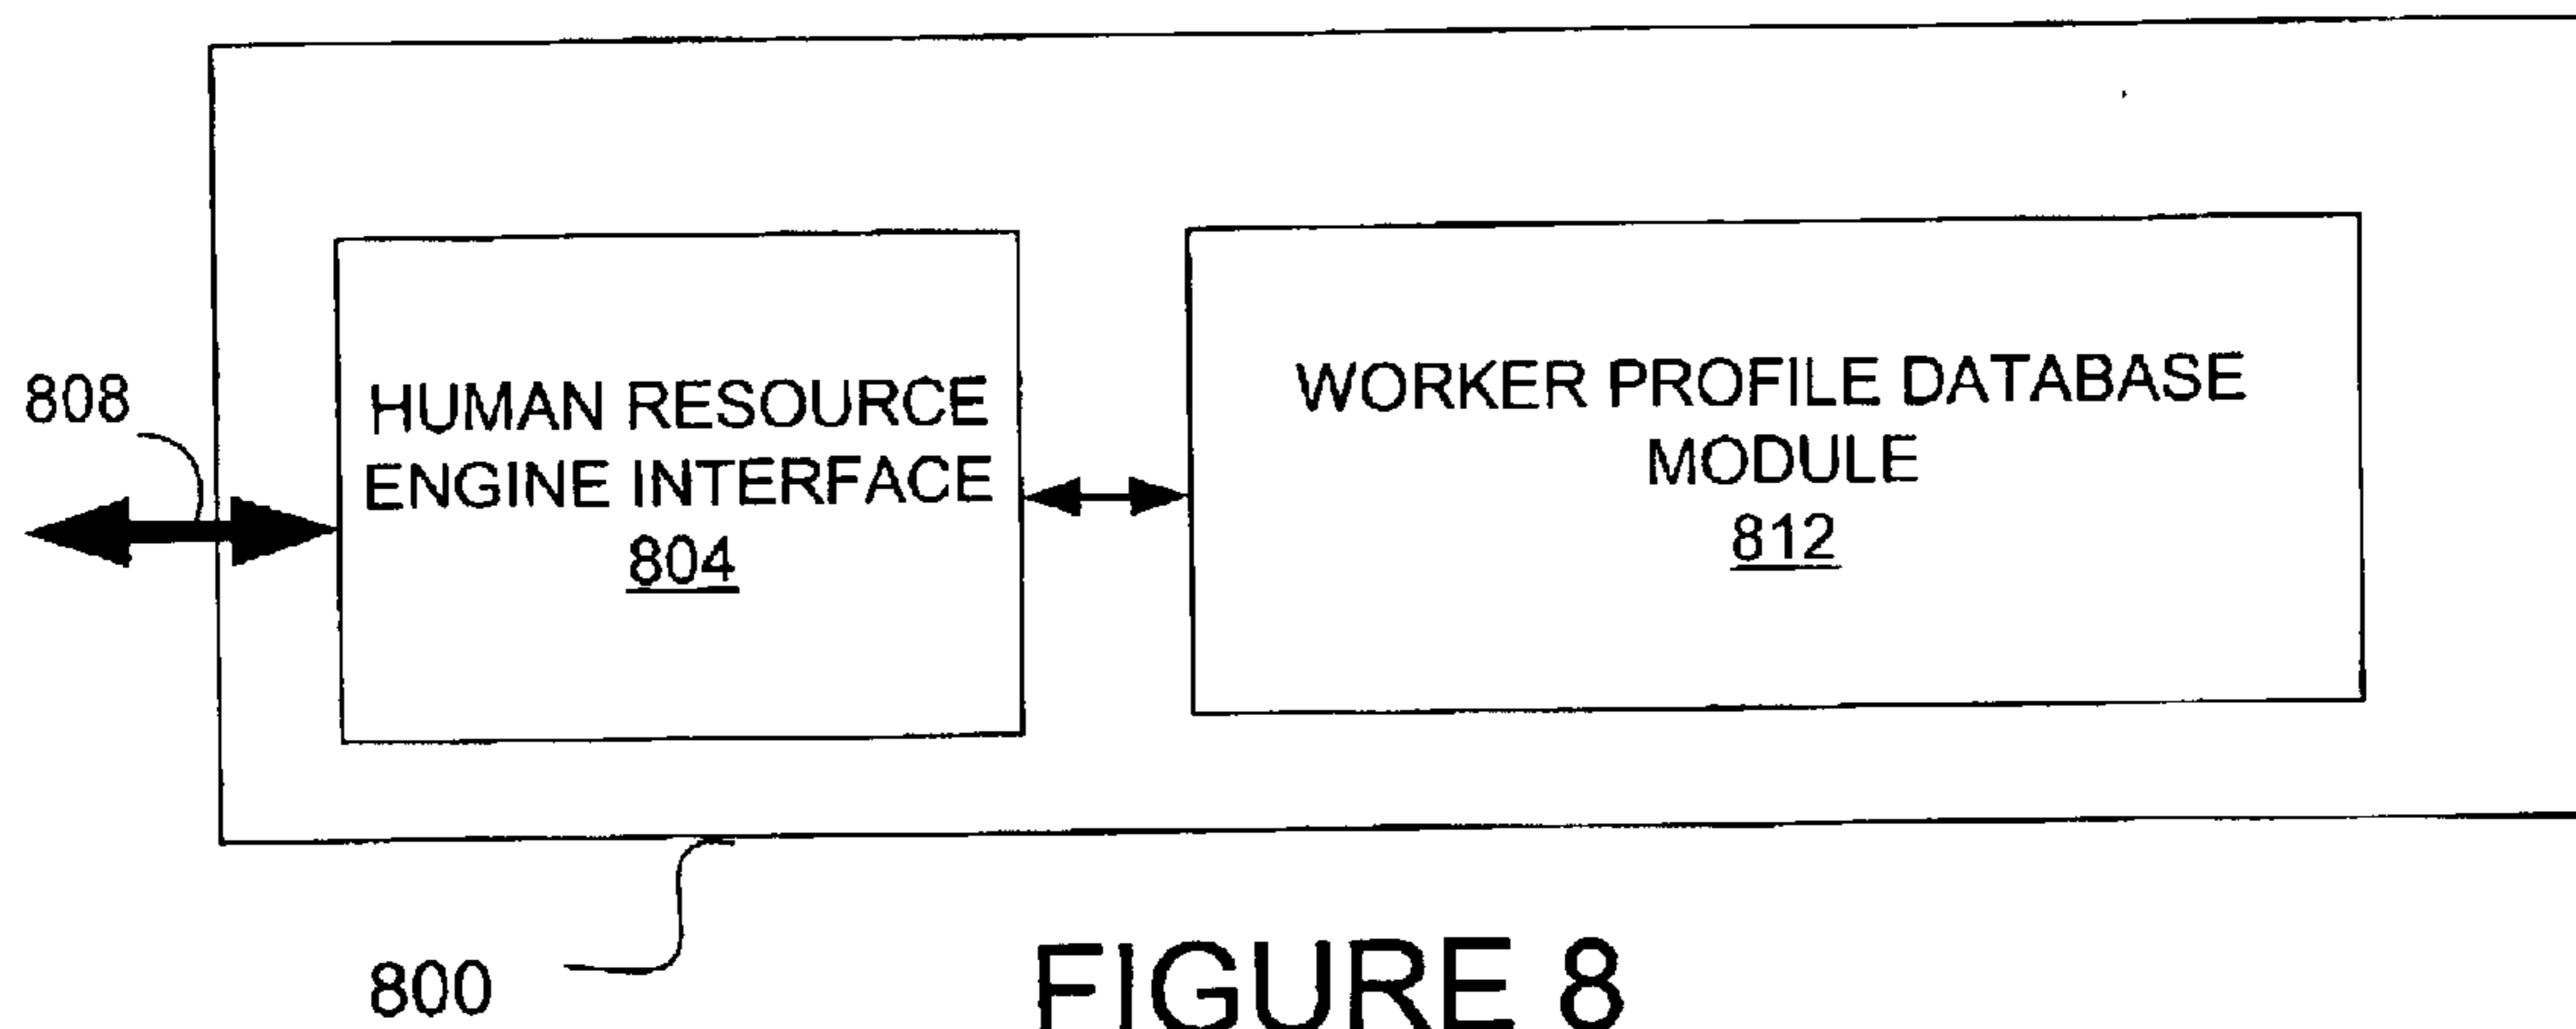 808
HUMAN RESOURCE
ENGINE INTERFACE
804
WORKER PROFILE DATABASE
MODULE
812
800
FIGURE 8